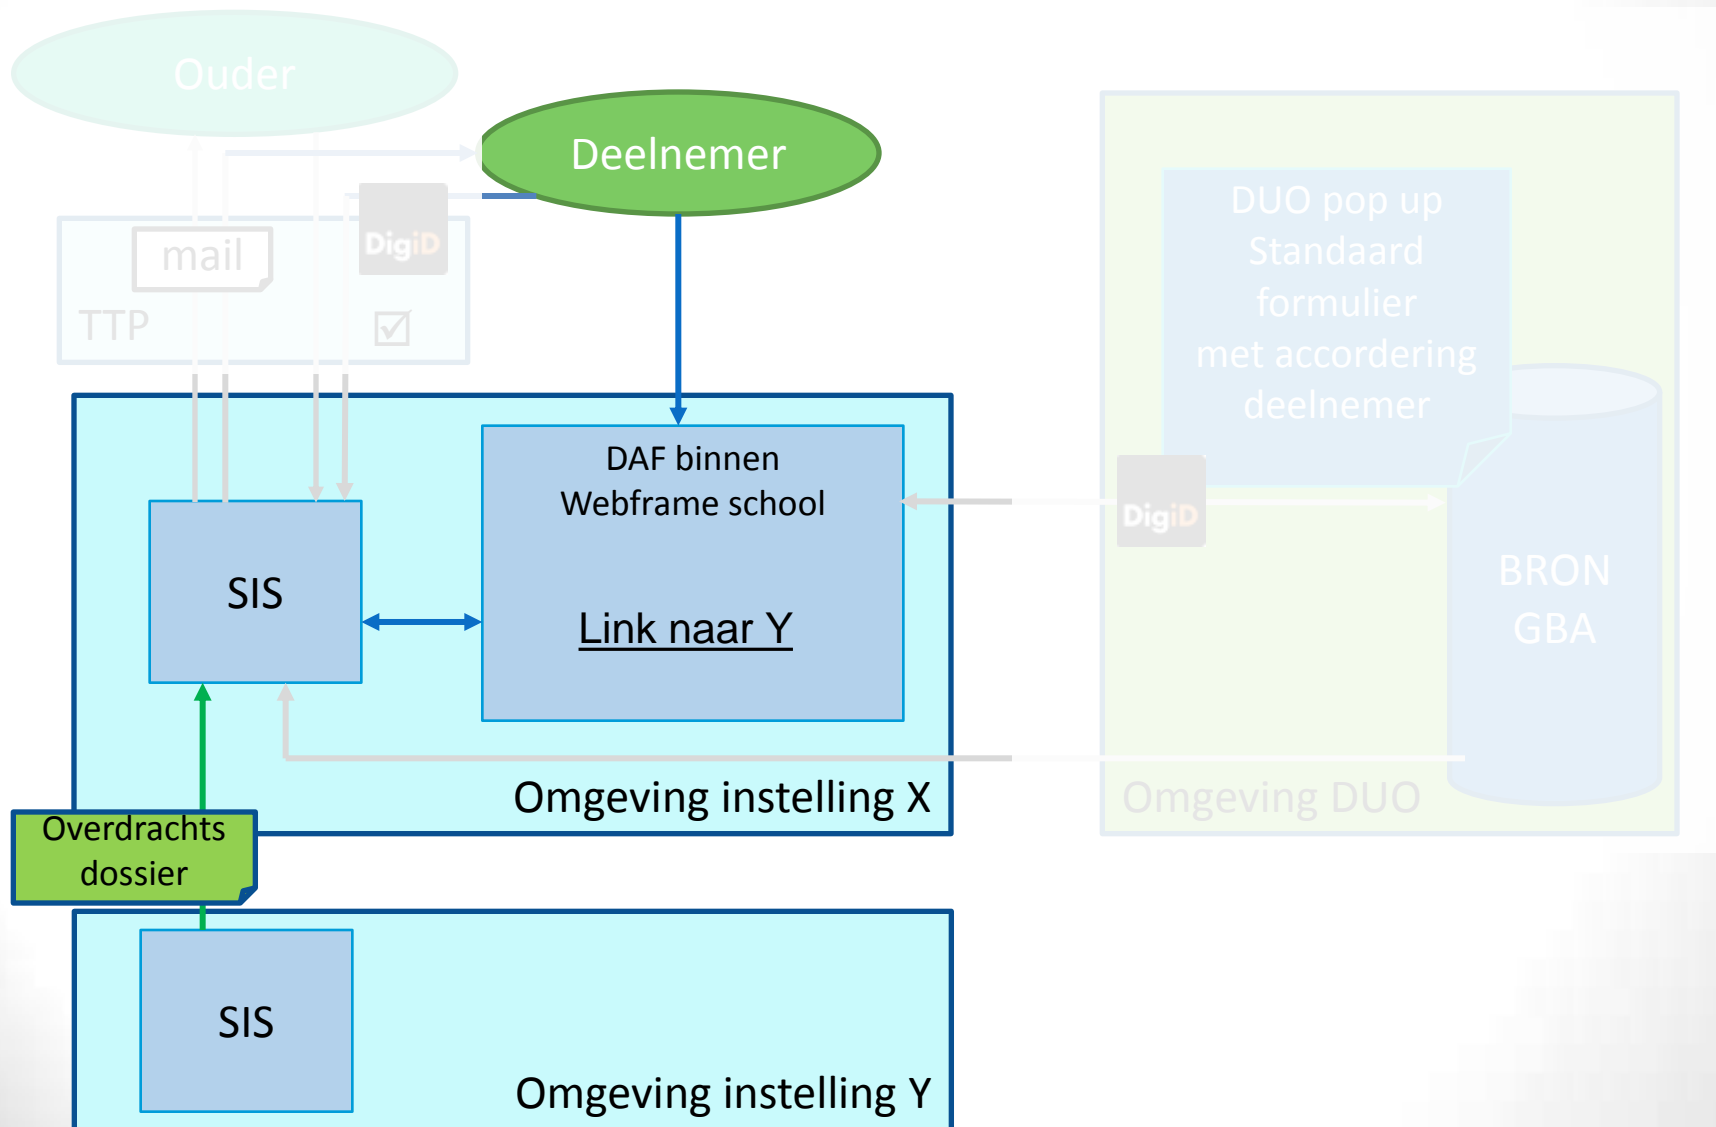 Ouder
Deelnemer
mail
DigiD
TTP
DUO pop up
Standaard
formulier
met accordering
deelnemer
DAF binnen
Webframe school
Link naar Y
SIS
DigiD
BRON
GBA
Omgeving instelling X
Omgeving DUO
Overdrachts
dossier
SIS
Omgeving instelling Y